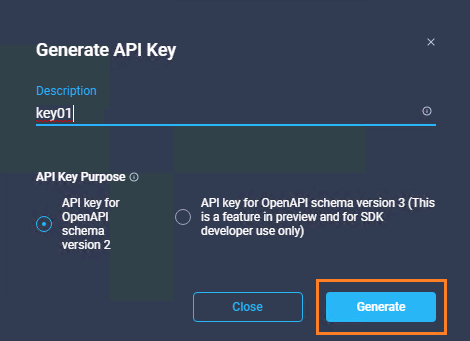 Generate API Key
Description
key01
API Key Purpose
API key for
OpenAPI
schema
version 2
API key for OpenAPI schema version 3 (This
is a feature in preview and for SDK
developer use only)
Close
Generate